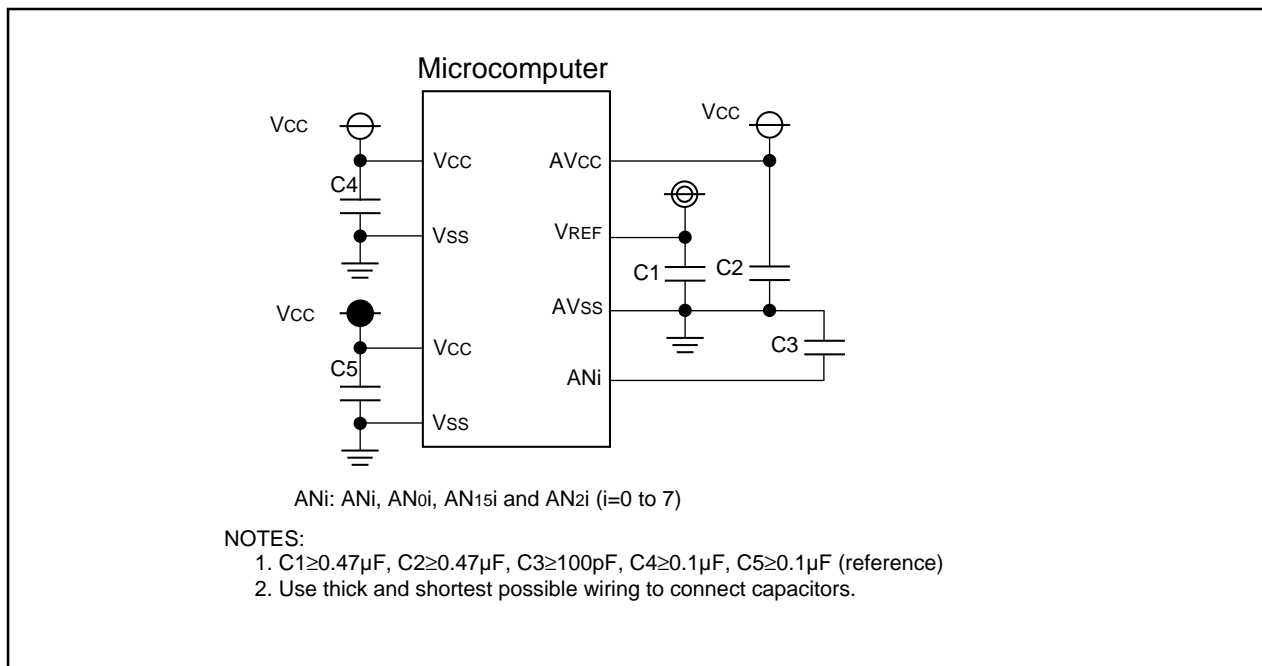 Microcomputer
VCC
VCC
C4
VSS
VCC
VCC
C5
VSS
AVCC
VCC
VREF
C1
C2
AVSS
C3
ANi
ANi: ANi, AN0i, AN15i and AN2i (i=0 to 7)
NOTES:
1. C1≥0.47µF, C2≥0.47µF, C3≥100pF, C4≥0.1µF, C5≥0.1µF (reference)
2. Use thick and shortest possible wiring to connect capacitors.